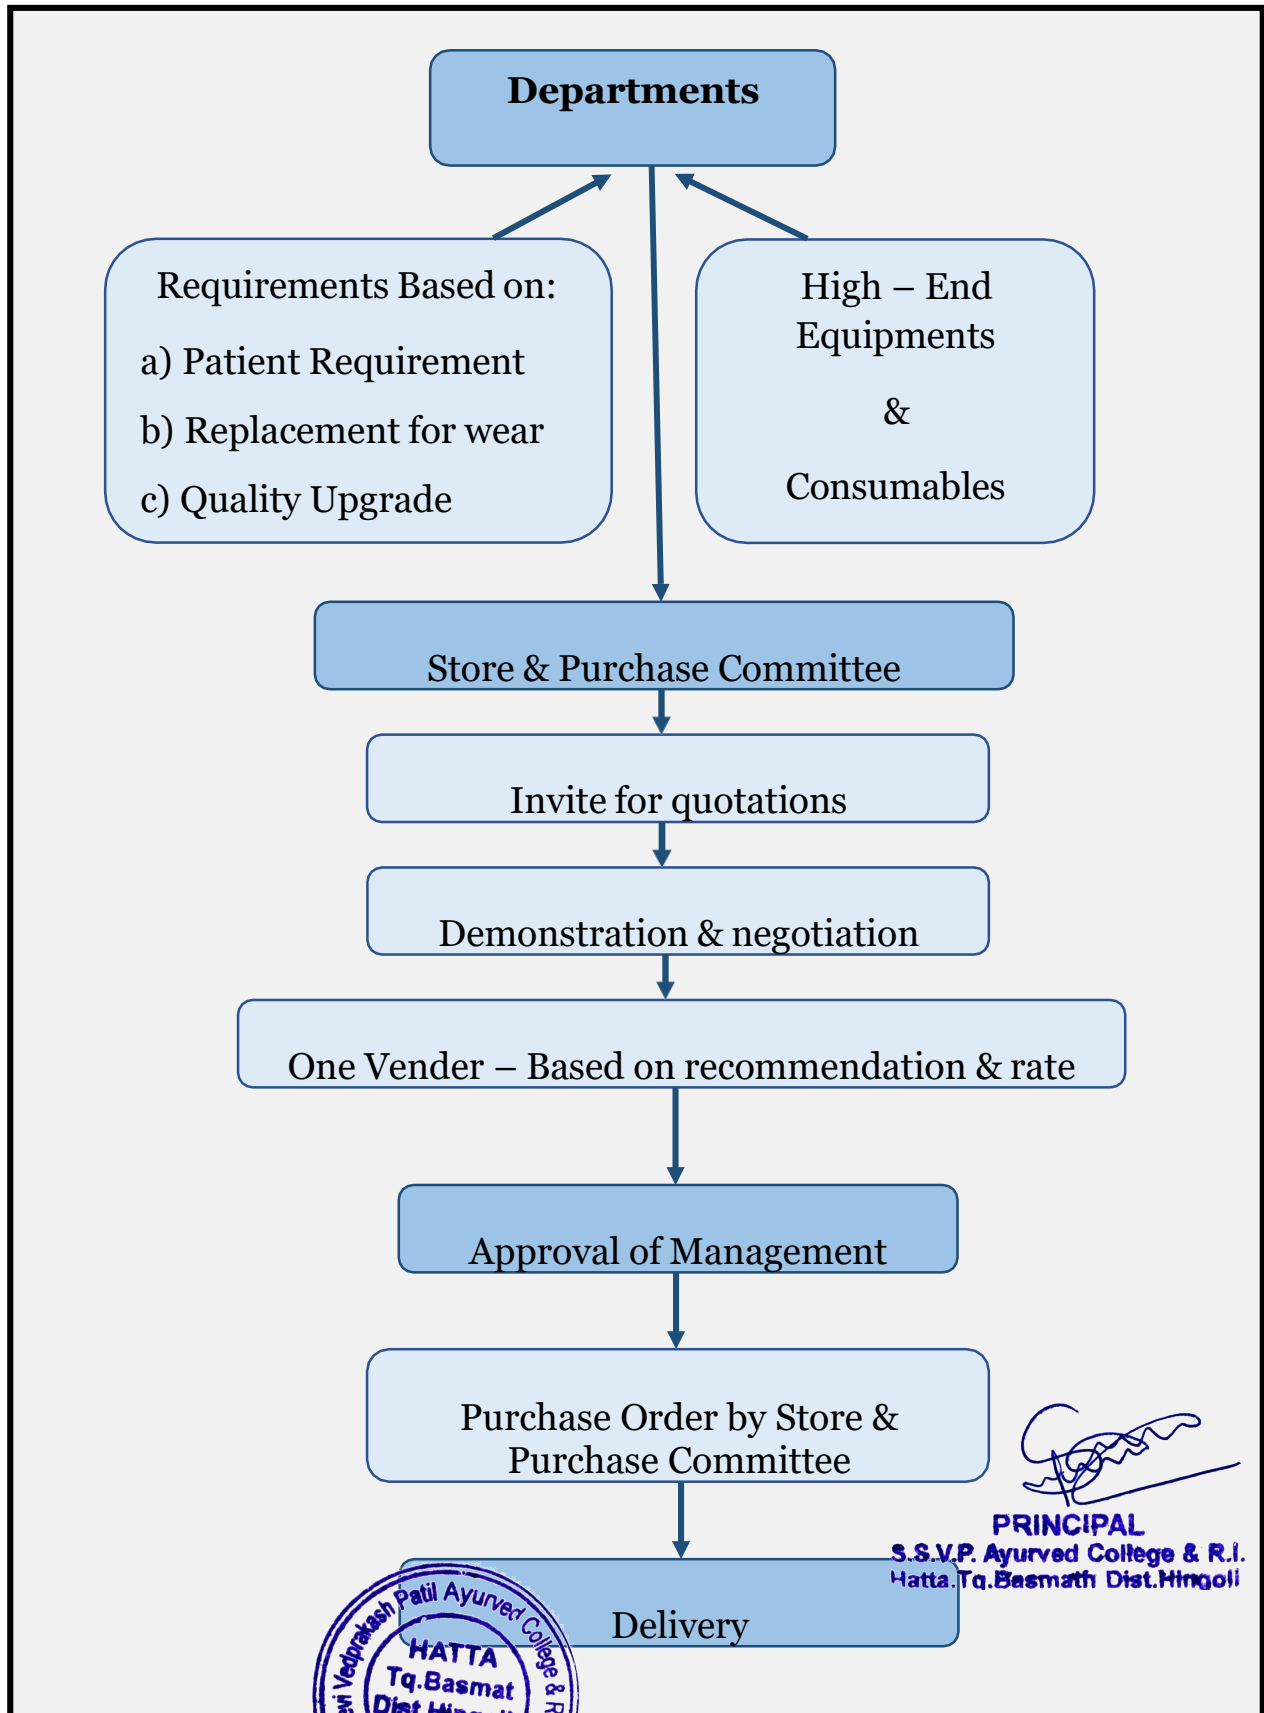 Departments
Requirements Based on:
a) Patient Requirement
b) Replacement for wear
c) Quality Upgrade
High – End
Equipments
&
Consumables
Store & Purchase Committee
Invite for quotations
Demonstration & negotiation
One Vender – Based on recommendation & rate
Approval of Management
Purchase Order by Store &
Purchase Committee
PRINCIPAL
S.S.V.P. Ayurved College & R.I.
Hatta.Tq.Basmath Dist.Hingoli
Delivery
Vedprakash Patil Ayurved College &
HATTA
Tq.Basmat
Dist